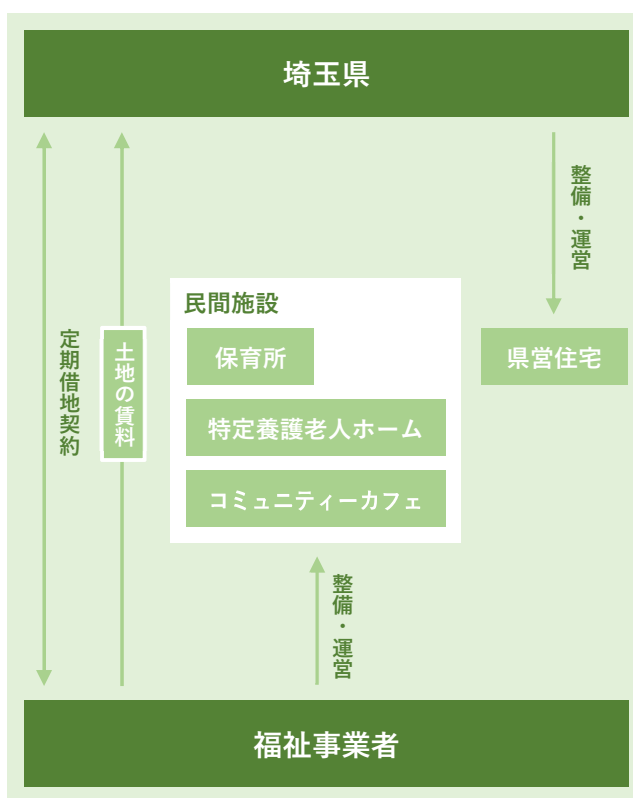 埼玉県
整備・運営
民間施設
保育所
県営住宅
定期借地契約
土地の賃料
特定養護老人ホーム
コミュニティーカフェ
整備・運営
福祉事業者